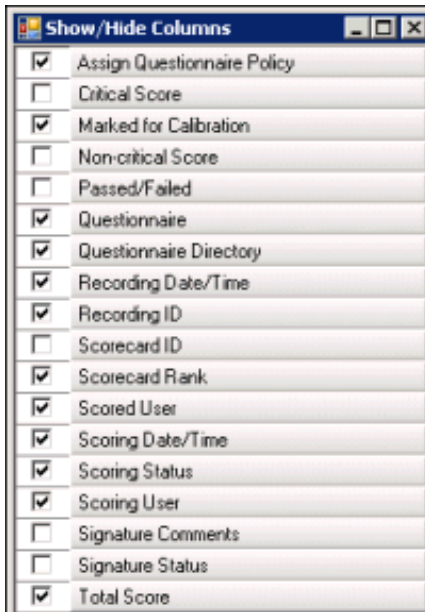 Show/Hide Columns
Assign Questionnaire Policy
Critical Score
Marked for Calibration
Non-critical Score
Passed/Failed
Questionnaire
Questionnaire Directory
Recording Date/Time
Recording ID
Scorecard ID
Scorecard Rank
Scored User
Scoring Date/Time
Scoring Status
Scoring User
Signature Comments
Signature Status
Total Score